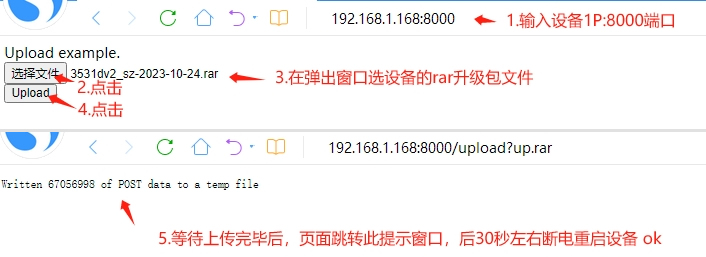 192.168.1.168:8000
1.输入设备1P:8000端口
Upload example.
选择文件 3531dv2_sz-2023-10-24.rar
3.在弹出窗口选设备的rar升级包文件
2.点击
Upload
4.点击
192.168.1.168:8000/upload?up.rar
Written 67056998 of POST data to a temp file
5.等待上传完毕后，页面跳转此提示窗口，后30秒左右断电重启设备 ok